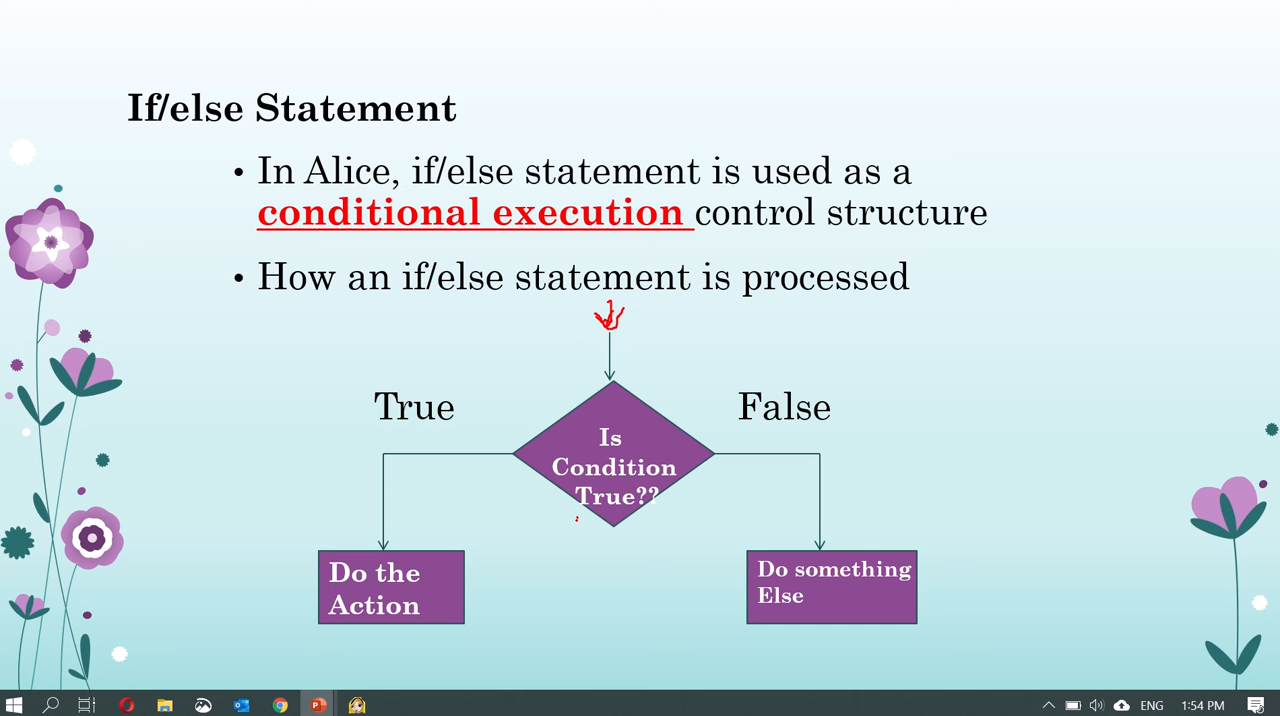 If/else Statement
• In Alice, if/else statement is used as a
conditional execution control structure
• How an if/else statement is processed
True
False
Is
Condition
True??
Do the
Action
Do something
Else
ENG
1:54 PM